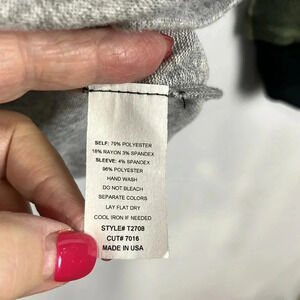 SELF: 79% POLYESTER
18% RAYON 3% SPANDEX
SLEEVE: 4% SPANDEX
96% POLYESTER
HAND WASH
DO NOT BLEACH
SEPARATE COLORS
LAY FLAT DRY
COOL IRON IF NEEDED
STYLE# T270B
CUT# 7016
MADE IN USA